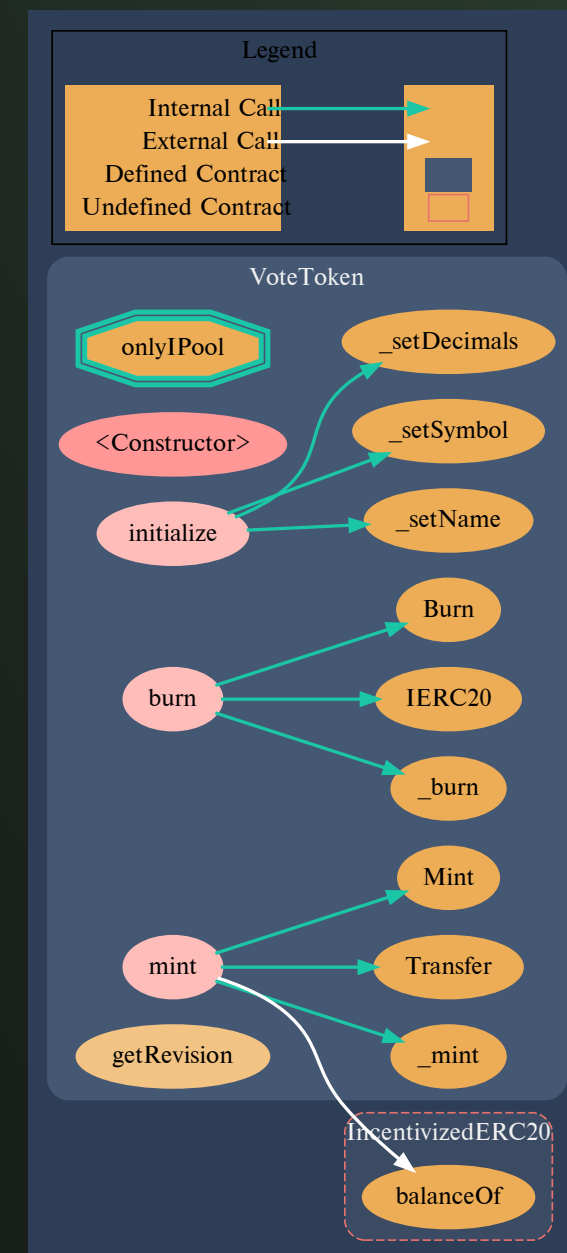 Legend
Internal Call
External Call
Defined Contract
Undefined Contract
VoteToken
onlyIPool
_setDecimals
<Constructor>
_setSymbol
initialize
_setName
Burn
burn
IERC20
_burn
Mint
mint
Transfer
getRevision
_mint
IncentivizedERC20
balanceOf